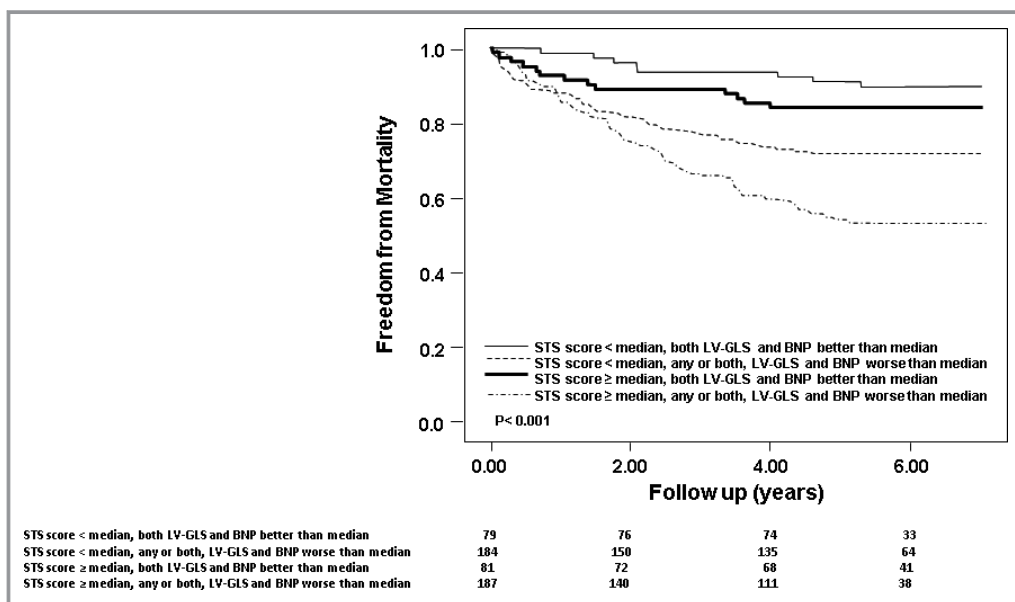 1.0
0.8
0.6
0.4
0.2
0.0
Freedom from Mortality
STS score < median, both LV-GLS and BNP better than median
STS score < median, any or both, LV-GLS and BNP worse than median
STS score ≥ median, both LV-GLS and BNP better than median
STS score ≥ median, any or both, LV-GLS and BNP worse than median
P< 0.001
0.00 2.00 4.00 6.00
Follow up (years)
STS score < median, both LV-GLS and BNP better than median 79 76 74 33
STS score < median, any or both, LV-GLS and BNP worse than median 184 150 135 64
STS score ≥ median, both LV-GLS and BNP better than median 81 72 68 41
STS score ≥ median, any or both, LV-GLS and BNP worse than median 187 140 111 38